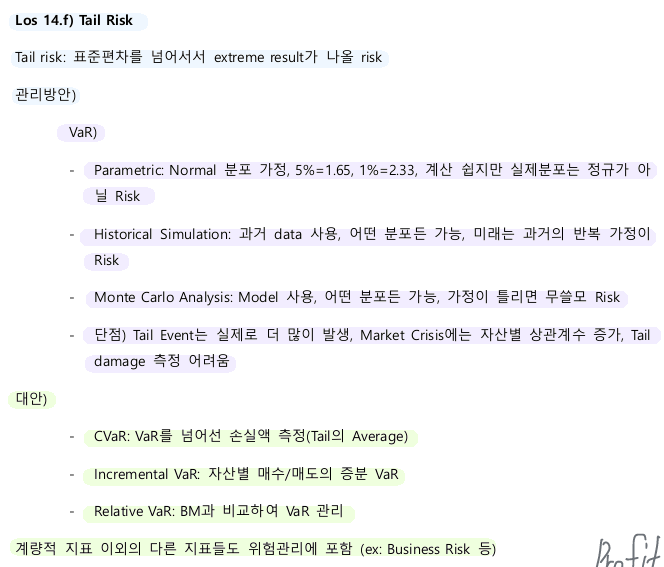 Los 14.f) Tail Risk
Tail risk: 표준편차를 넘어서서 extreme result가 나올 risk
관리방안)
VaR)
- Parametric: Normal 분포 가정, 5%=1.65, 1%=2.33, 계산 쉽지만 실제분포는 정규가 아
닐 Risk
- Historical Simulation: 과거 data 사용, 어떤 분포든 가능, 미래는 과거의 반복 가정이
Risk
- Monte Carlo Analysis: Model 사용, 어떤 분포든 가능, 가정이 틀리면 무쓸모 Risk
- 단점) Tail Event는 실제로 더 많이 발생, Market Crisis에는 자산별 상관계수 증가, Tail
damage 측정 어려움
대안)
- CVaR: VaR를 넘어선 손실액 측정(Tail의 Average)
- Incremental VaR: 자산별 매수/매도의 증분 VaR
- Relative VaR: BM과 비교하여 VaR 관리
계량적 지표 이외의 다른 지표들도 위험관리에 포함 (ex: Business Risk 등)
Profit